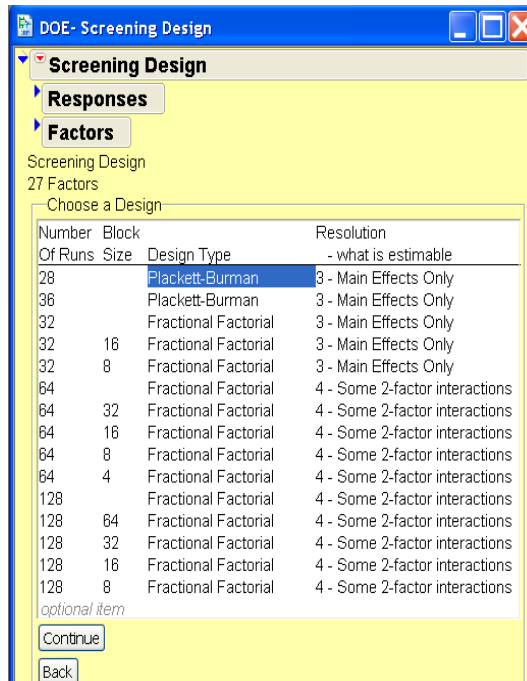 DOE- Screening Design
Screening Design
Responses
Factors
Screening Design
27 Factors
Choose a Design
Number Block Resolution
Of Runs Size Design Type - what is estimable
28 Plackett-Burman 3 - Main Effects Only
36 Plackett-Burman 3 - Main Effects Only
32 Fractional Factorial 3 - Main Effects Only
32 16 Fractional Factorial 3 - Main Effects Only
32 8 Fractional Factorial 3 - Main Effects Only
64 Fractional Factorial 4 - Some 2-factor interactions
64 32 Fractional Factorial 4 - Some 2-factor interactions
64 16 Fractional Factorial 4 - Some 2-factor interactions
64 8 Fractional Factorial 4 - Some 2-factor interactions
64 4 Fractional Factorial 4 - Some 2-factor interactions
128 Fractional Factorial 4 - Some 2-factor interactions
128 64 Fractional Factorial 4 - Some 2-factor interactions
128 32 Fractional Factorial 4 - Some 2-factor interactions
128 16 Fractional Factorial 4 - Some 2-factor interactions
128 8 Fractional Factorial 4 - Some 2-factor interactions
optional item
Continue
Back